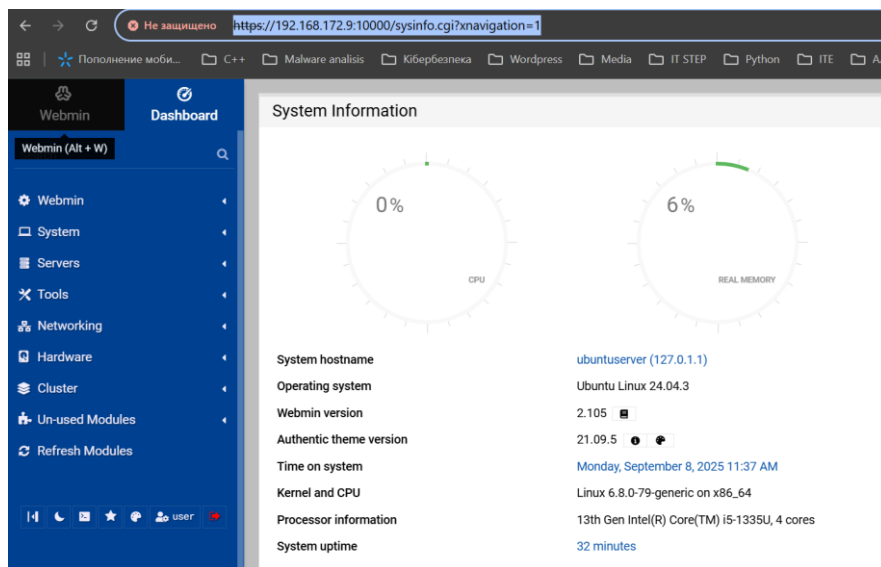 Не защищено https://192.168.172.9:10000/sysinfo.cgi?xnavigation=1
Пополнение моби... C++ Malware analisis Кібербезпека Wordpress Media IT STEP Python ITE
Webmin Dashboard
Webmin (Alt + W)
System Information
Webmin
System
Servers
Tools
Networking
Hardware
Cluster
Un-used Modules
Refresh Modules
user
0%
CPU
6%
REAL MEMORY
System hostname ubuntuserver (127.0.1.1)
Operating system Ubuntu Linux 24.04.3
Webmin version 2.105
Authentic theme version 21.09.5
Time on system Monday, September 8, 2025 11:37 AM
Kernel and CPU Linux 6.8.0-79-generic on x86_64
Processor information 13th Gen Intel(R) Core(TM) i5-1335U, 4 cores
System uptime 32 minutes